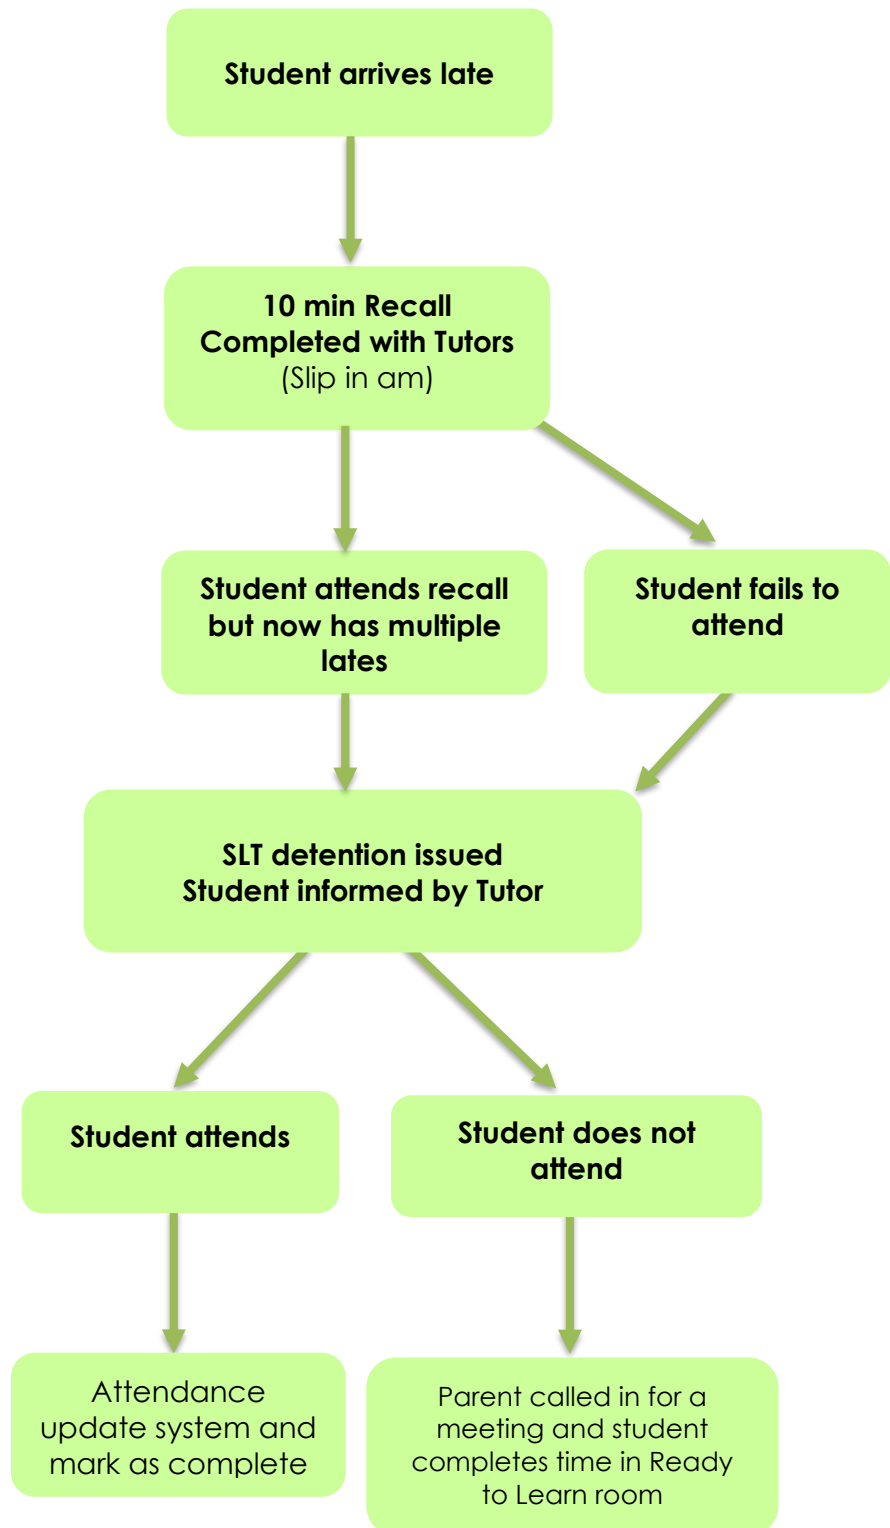 Student arrives late
10 min Recall
Completed with Tutors
(Slip in am)
Student attends recall
but now has multiple
lates
Student fails to
attend
SLT detention issued
Student informed by Tutor
Student attends
Student does not
attend
Attendance
update system and
mark as complete
Parent called in for a
meeting and student
completes time in Ready
to Learn room